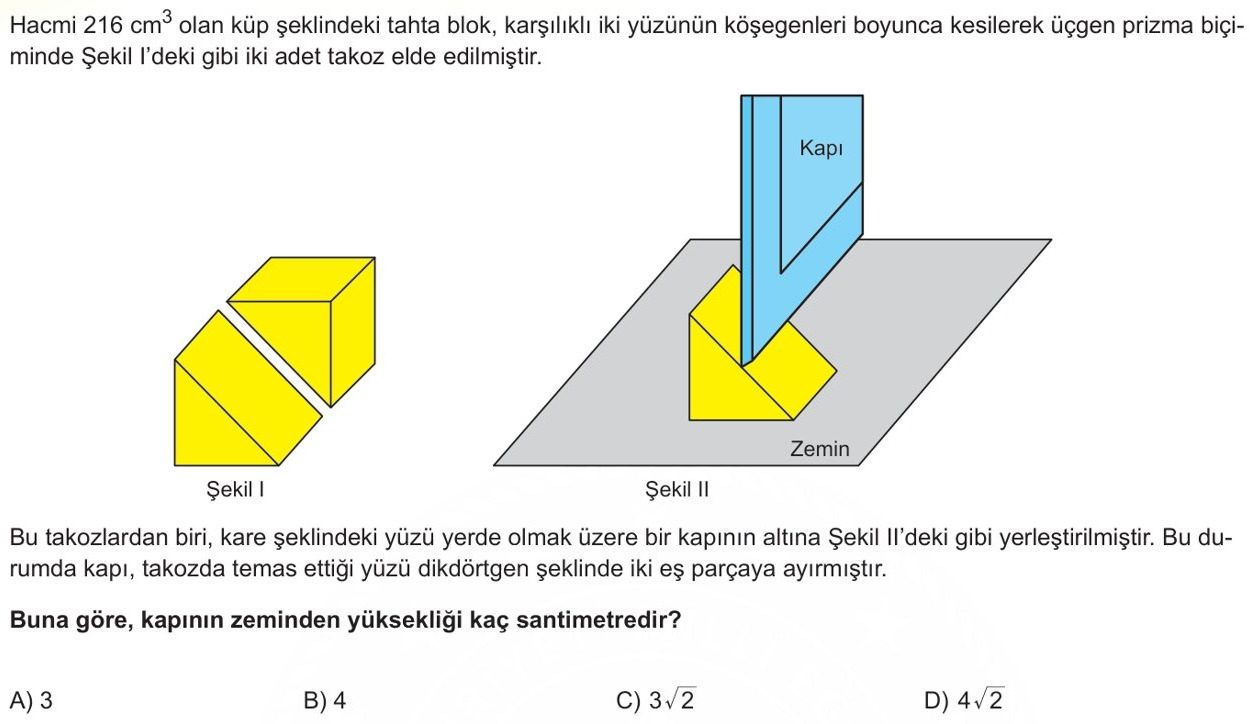 Hacmi 216 cm³ olan küp şeklindeki tahta blok, karşılıklı iki yüzünün köşegenleri boyunca kesilerek üçgen prizma biçi-
minde Şekil I’deki gibi iki adet takoz elde edilmiştir.
Kapı
Zemin
Şekil I
Şekil II
Bu takozlardan biri, kare şeklindeki yüzü yerde olmak üzere bir kapının altına Şekil II’deki gibi yerleştirilmiştir. Bu du-
rumda kapı, takozda temas ettiği yüzü dikdörtgen şeklinde iki eş parçaya ayırmıştır.
Buna göre, kapının zeminden yüksekliği kaç santimetredir?
A) 3 B) 4 C) 3√2 D) 4√2